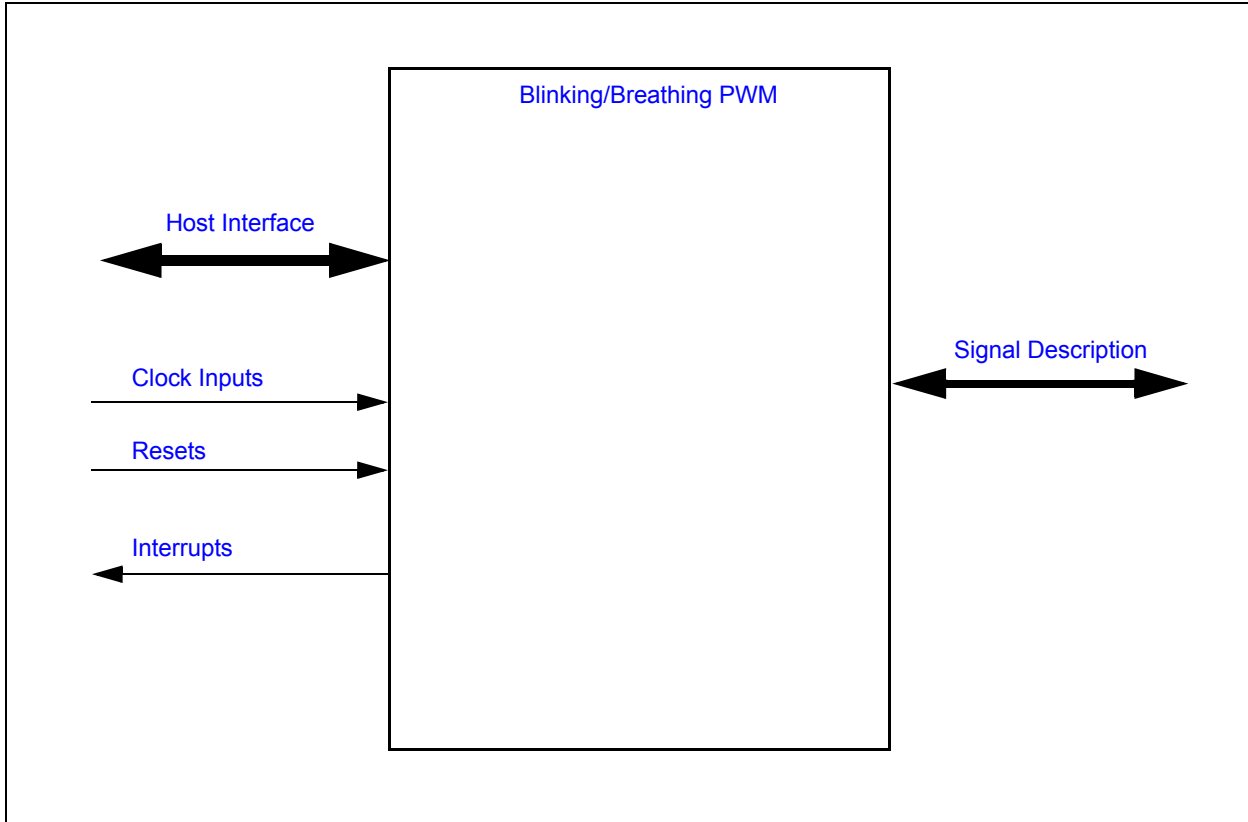 Blinking/Breathing PWM
Host Interface
Signal Description
Clock Inputs
Resets
Interrupts